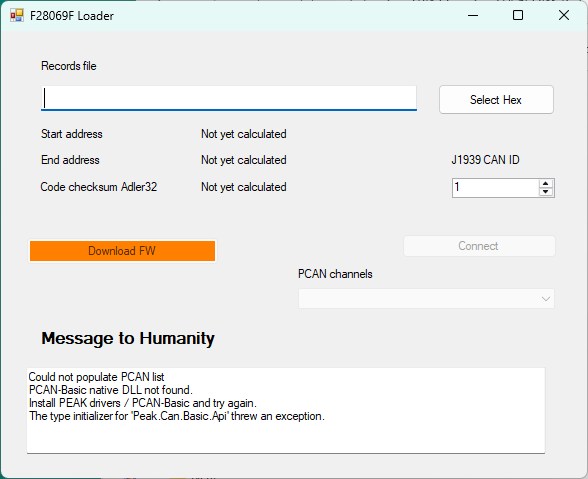 F28069F Loader
Records file
Select Hex
Start address Not yet calculated
End address Not yet calculated J1939 CAN ID
Code checksum Adler32 Not yet calculated 1
Download FW Connect
PCAN channels
Message to Humanity
Could not populate PCAN list
PCAN-Basic native DLL not found.
Install PEAK drivers / PCAN-Basic and try again.
The type initializer for 'Peak.Can.Basic.Api' threw an exception.